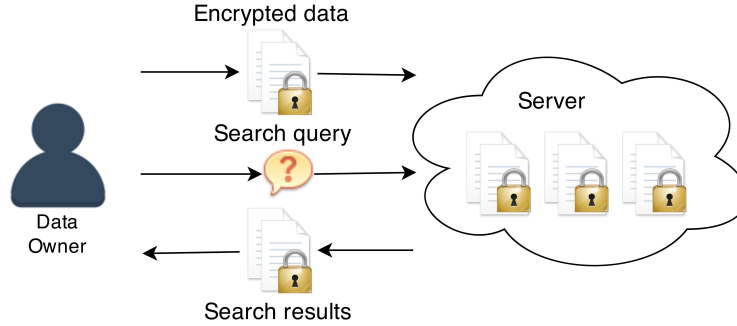 Encrypted data
Server
Search query
?
Data
Owner
Search results